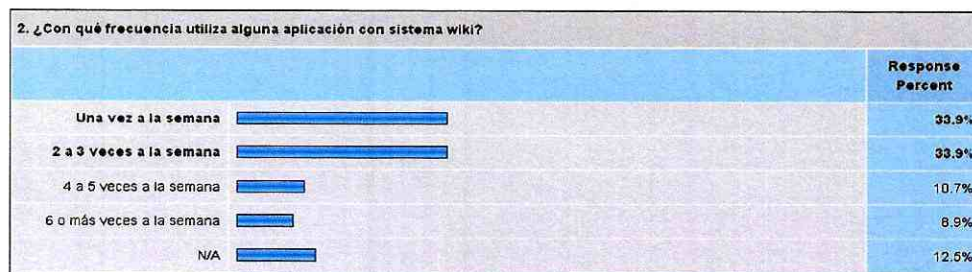 2. ¿Con qué frecuencia utiliza alguna aplicación con sistema wiki?
Response
Percent
Una vez a la semana 33.9%
2 a 3 veces a la semana 33.9%
4 a 5 veces a la semana 10.7%
6 o más veces a la semana 8.9%
N/A 12.5%